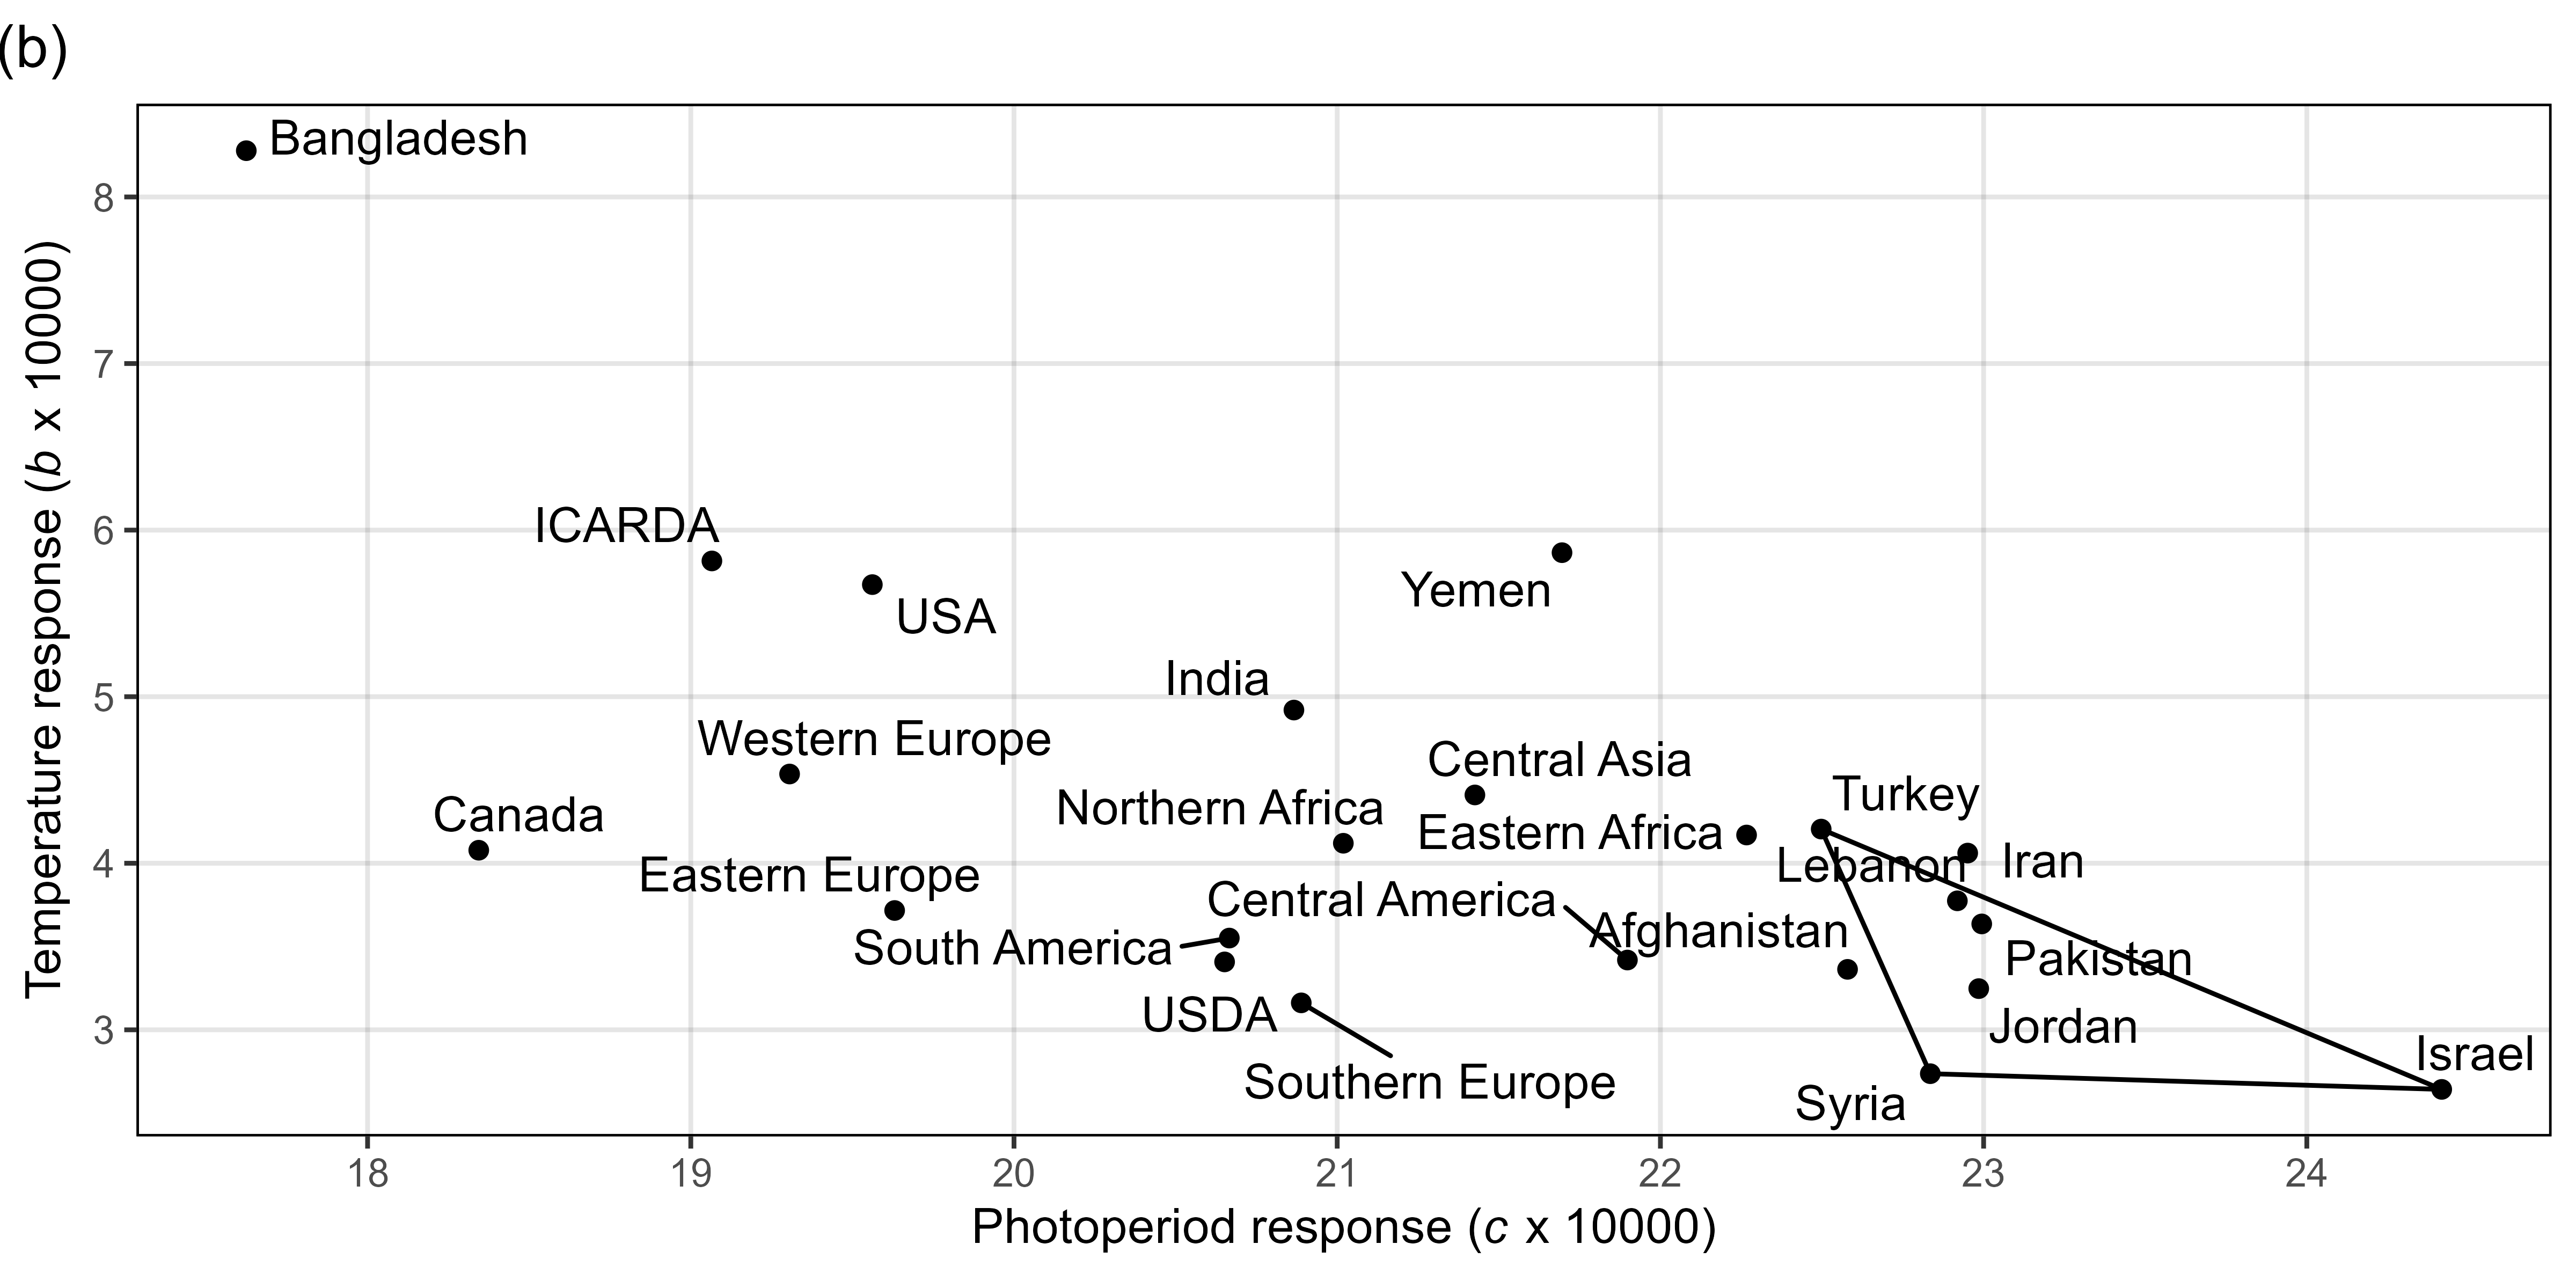 (b)
Bangladesh
8
7
Temperature response (b x 10000)
ICARDA
6
Yemen
USA
India
5
Western Europe
Central Asia
Canada
Northern Africa
Turkey
Eastern Africa
4
Lebanon
Iran
Eastern Europe
Central America
Afghanistan
South America
Pakistan
USDA
3
Jordan
Southern Europe
Israel
Syria
18 19 20 21 22 23 24
Photoperiod response (c x 10000)